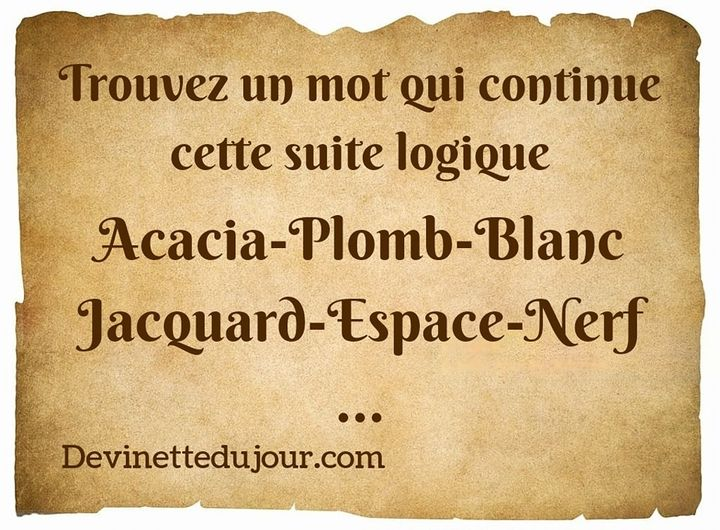 Trouvez un mot qui continue
cette suite logique
Acacia-Plomb-Blanc
Jacquard-Espace-Nerf
...
Devinettedujour.com